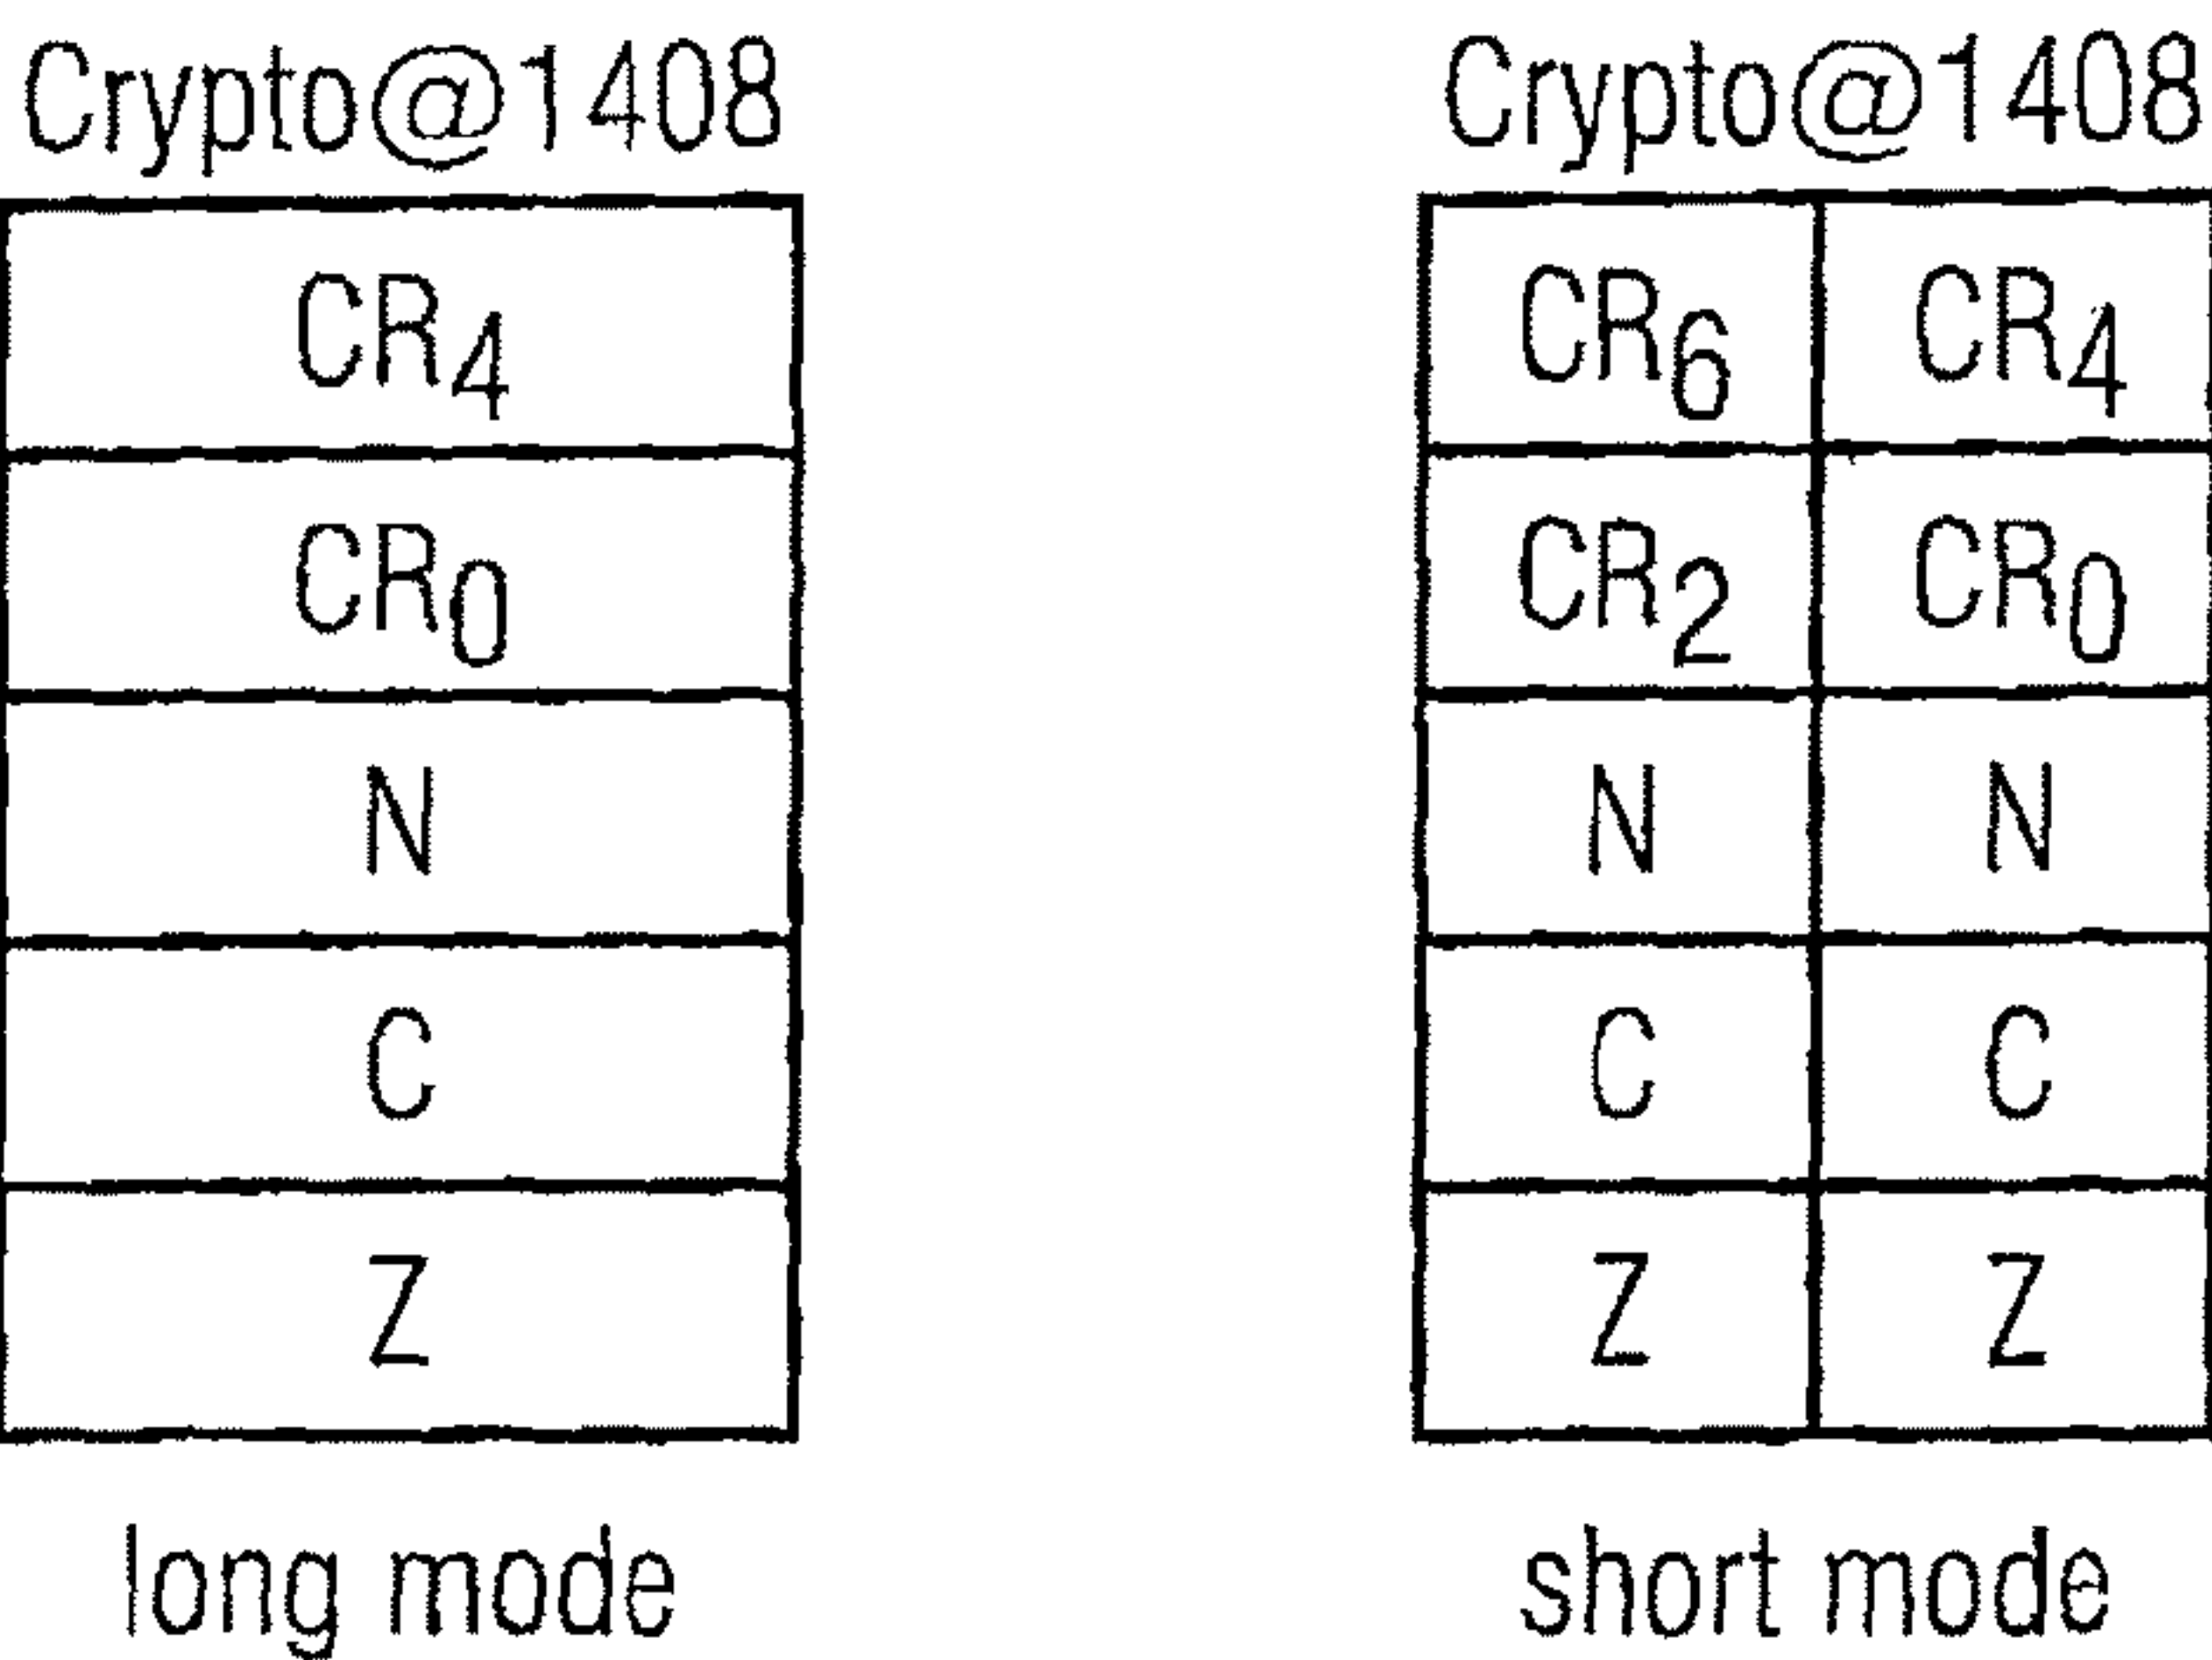 Crypto@1408
CR4
CR0
N
C
Z
long mode
Crypto@1408
CR6 CR4
CR2 CR0
N N
C C
Z Z
short mode